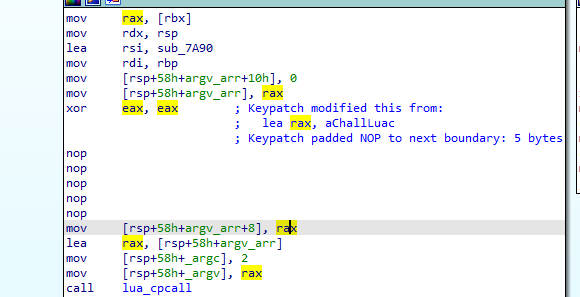 mov rax, [rbx]
mov rdx, rsp
lea rsi, sub_7A90
mov rdi, rbp
mov [rsp+58h+argv_arr+10h], 0
mov [rsp+58h+argv_arr], rax
xor eax, eax ; Keypatch modified this from:
; lea rax, aChallLuac
; Keypatch padded NOP to next boundary: 5 bytes
nop
nop
nop
nop
nop
mov [rsp+58h+argv_arr+8], rax
lea rax, [rsp+58h+argv_arr]
mov [rsp+58h+_argc], 2
mov [rsp+58h+_argv], rax
call lua_cpcall